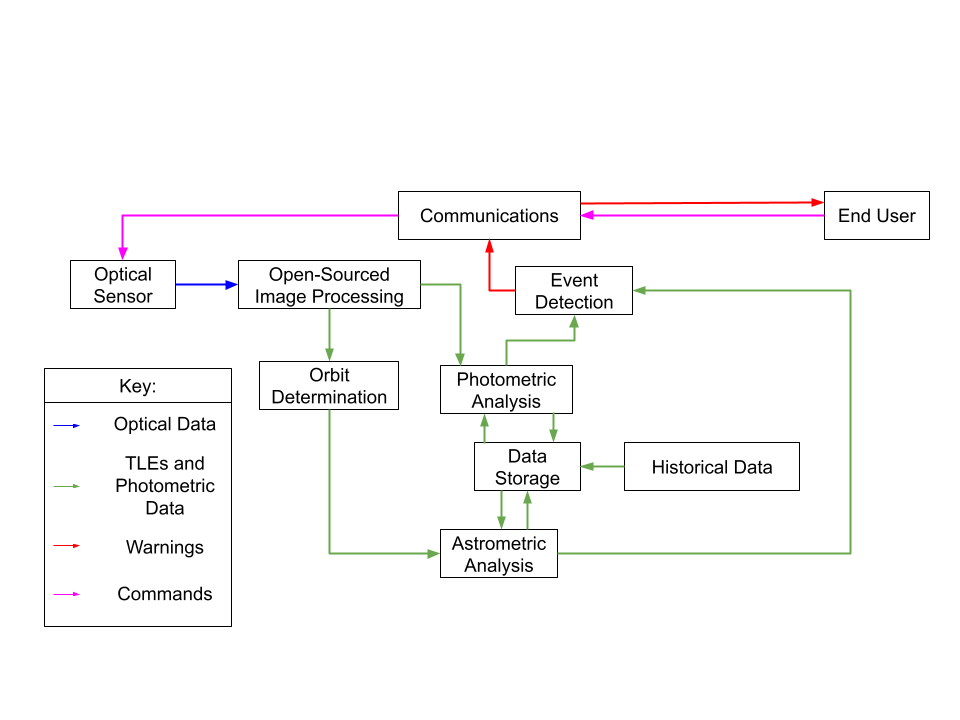 Communications
End User
Optical
Sensor
Open-Sourced
Image Processing
Event
Detection
Orbit
Determination
Photometric
Analysis
Data
Storage
Historical Data
Astrometric
Analysis
Key:
Optical Data
TLEs and
Photometric
Data
Warnings
Commands